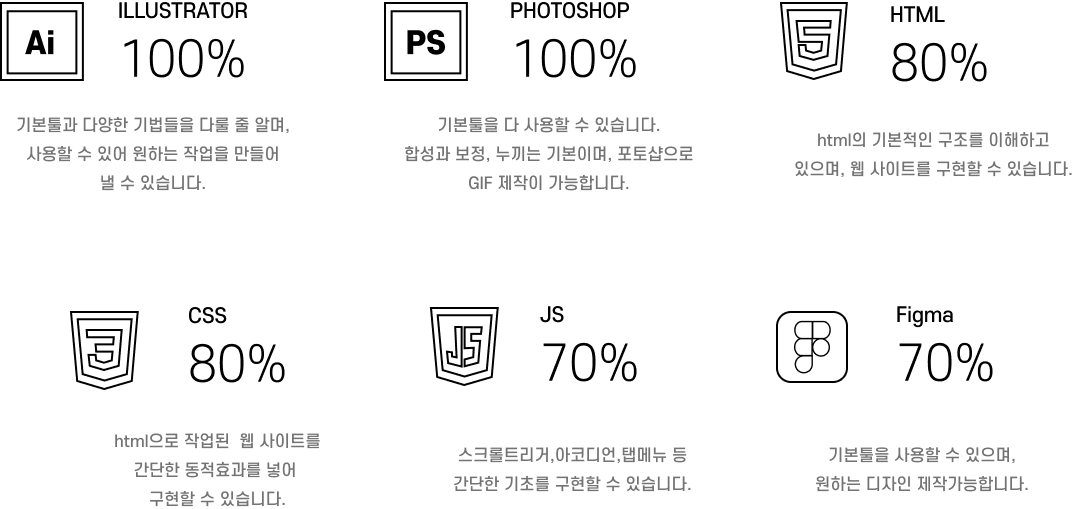 Ai
ILLUSTRATOR
100%
기본툴과 다양한 기법들을 다룰 줄 알며,
사용할 수 있어 원하는 작업을 만들어
낼 수 있습니다.
PS
PHOTOSHOP
100%
기본툴을 다 사용할 수 있습니다.
합성과 보정, 누끼는 기본이며, 포토샵으로
GIF 제작이 가능합니다.
5
HTML
80%
html의 기본적인 구조를 이해하고
있으며, 웹 사이트를 구현할 수 있습니다.
3
CSS
80%
html으로 작업된  웹 사이트를
간단한 동적효과를 넣어
구현할 수 있습니다.
JS
JS
70%
스크롤트리거,아코디언,탭메뉴 등
간단한 기초를 구현할 수 있습니다.
Figma
70%
기본툴을 사용할 수 있으며,
원하는 디자인 제작가능합니다.